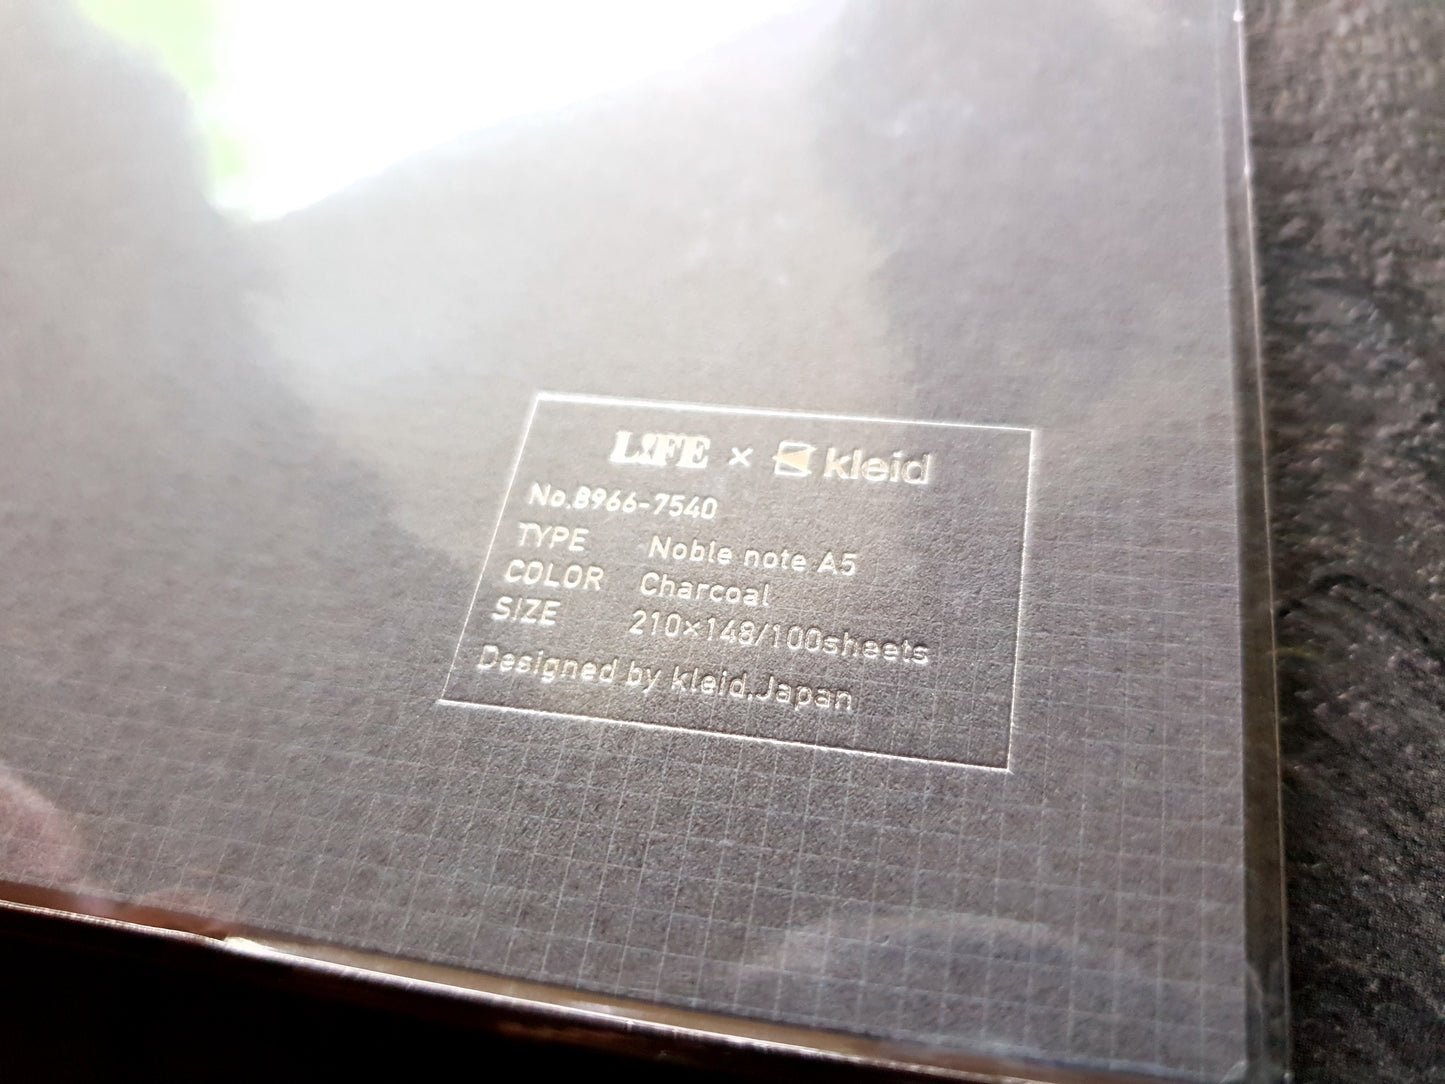 LIFE × kleid
No.8966-7540
TYPE Noble note A5
COLOR Charcoal
SIZE 210×148/100sheets
Designed by kleid,Japan